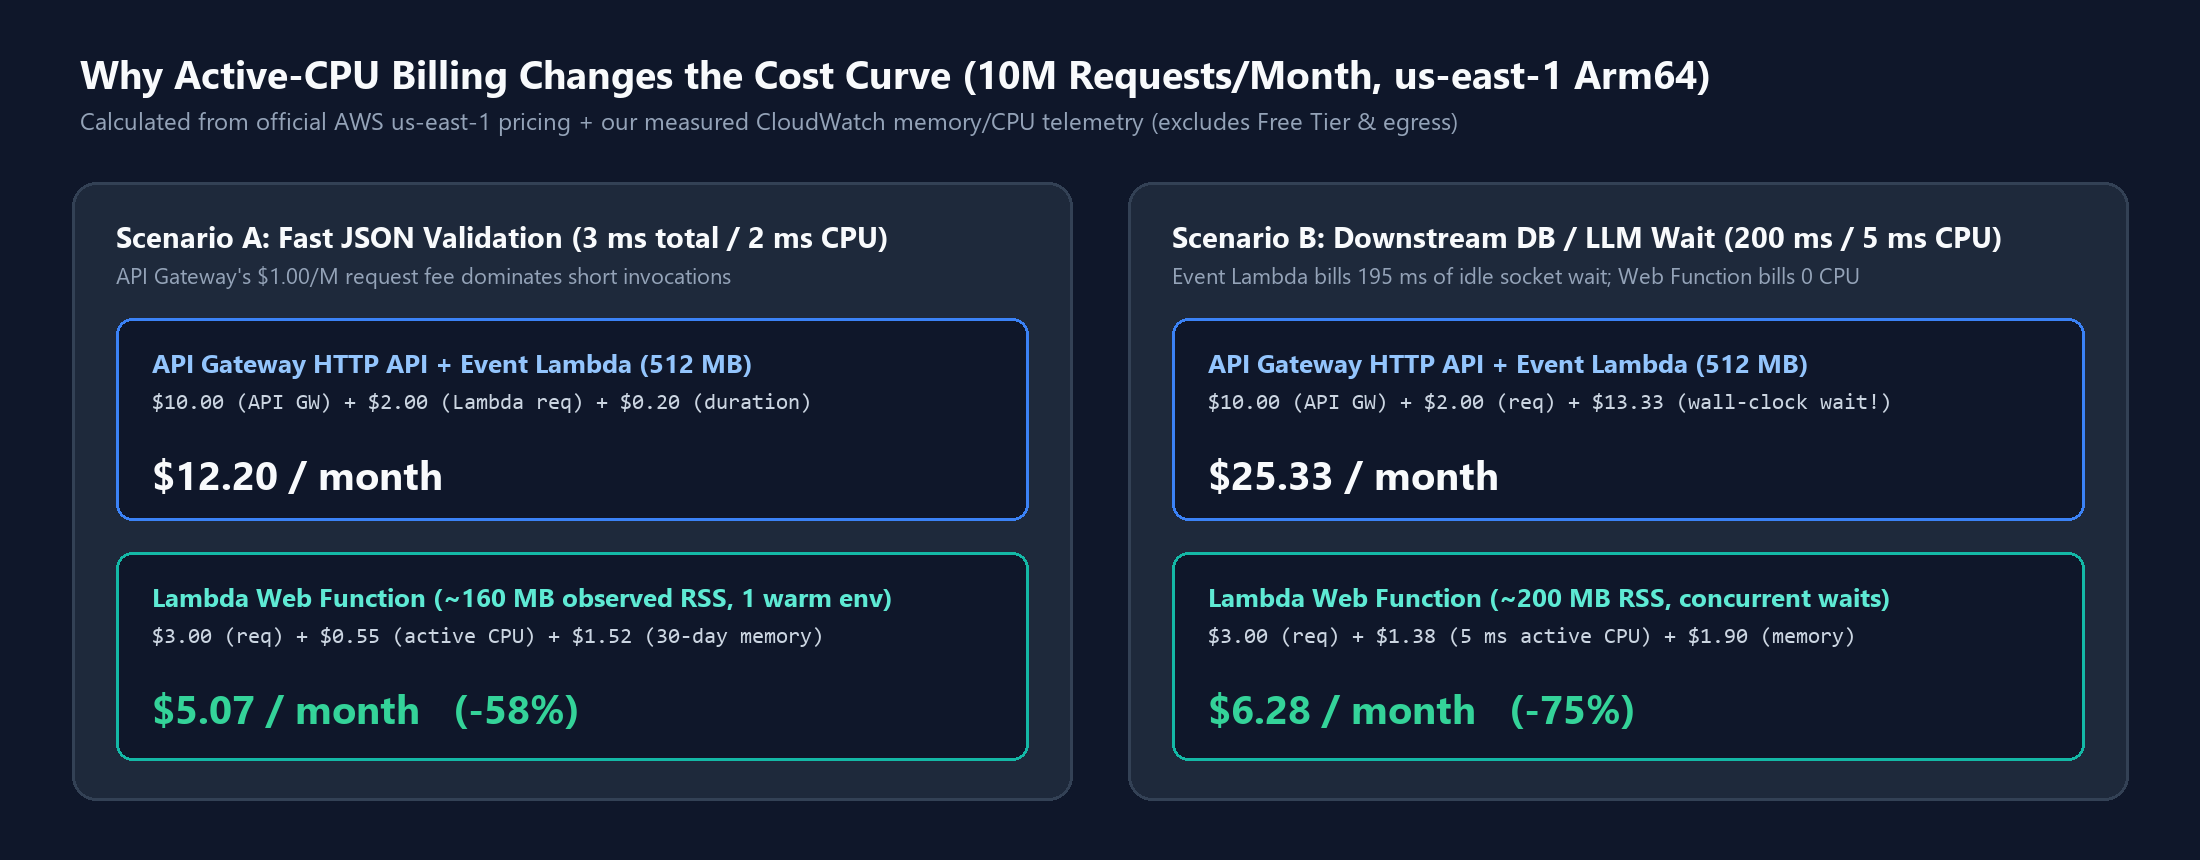 Why Active-CPU Billing Changes the Cost Curve (10M Requests/Month, us-east-1 Arm64)
Calculated from official AWS us-east-1 pricing + our measured CloudWatch memory/CPU telemetry (excludes Free Tier & egress)
Scenario A: Fast JSON Validation (3 ms total / 2 ms CPU)
API Gateway's $1.00/M request fee dominates short invocations
API Gateway HTTP API + Event Lambda (512 MB)
$10.00 (API GW) + $2.00 (Lambda req) + $0.20 (duration)
$12.20 / month
Lambda Web Function (~160 MB observed RSS, 1 warm env)
$3.00 (req) + $0.55 (active CPU) + $1.52 (30-day memory)
$5.07 / month (-58%)
Scenario B: Downstream DB / LLM Wait (200 ms / 5 ms CPU)
Event Lambda bills 195 ms of idle socket wait; Web Function bills 0 CPU
API Gateway HTTP API + Event Lambda (512 MB)
$10.00 (API GW) + $2.00 (req) + $13.33 (wall-clock wait!)
$25.33 / month
Lambda Web Function (~200 MB RSS, concurrent waits)
$3.00 (req) + $1.38 (5 ms active CPU) + $1.90 (memory)
$6.28 / month (-75%)